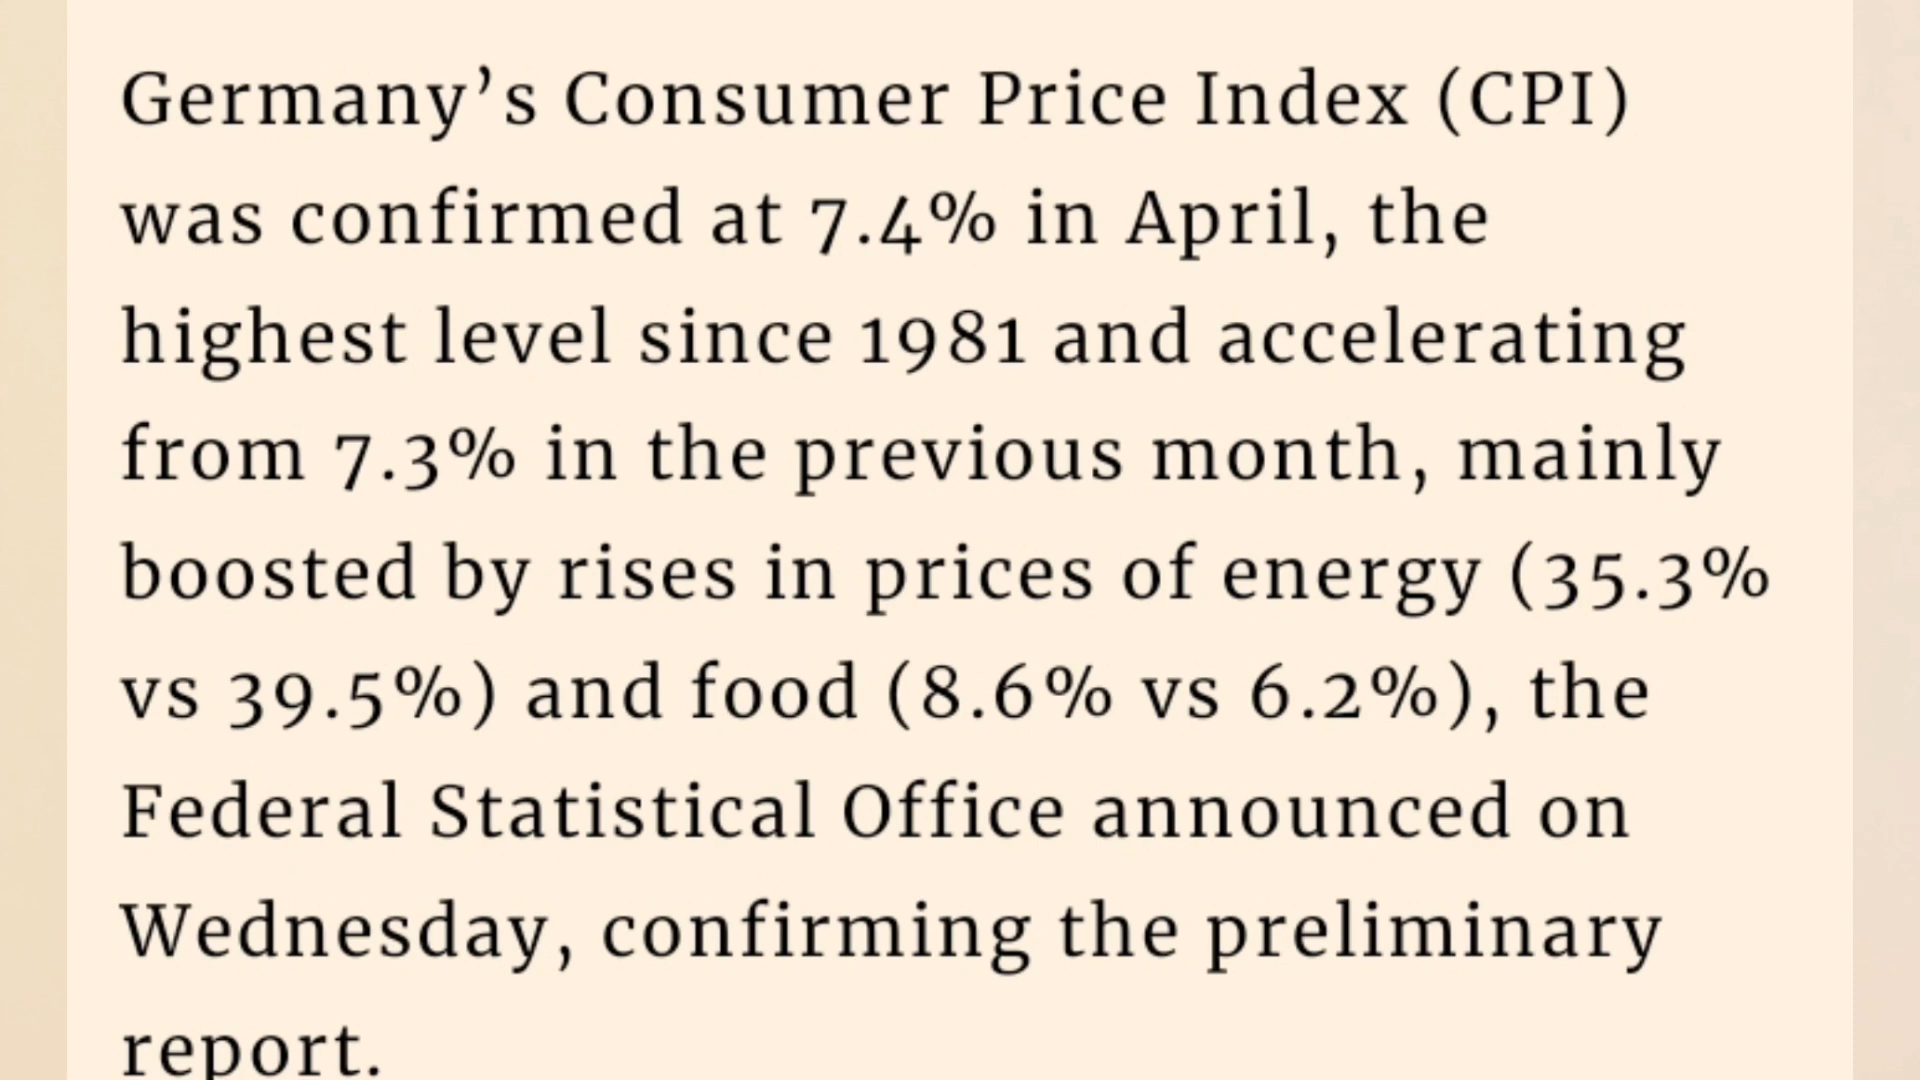 Germany’s Consumer Price Index (CPI)
was confirmed at 7.4% in April, the
highest level since 1981 and accelerating
from 7.3% in the previous month, mainly
boosted by rises in prices of energy (35.3%
vs 39.5%) and food (8.6% vs 6.2%), the
Federal Statistical Office announced on
Wednesday, confirming the preliminary
report.